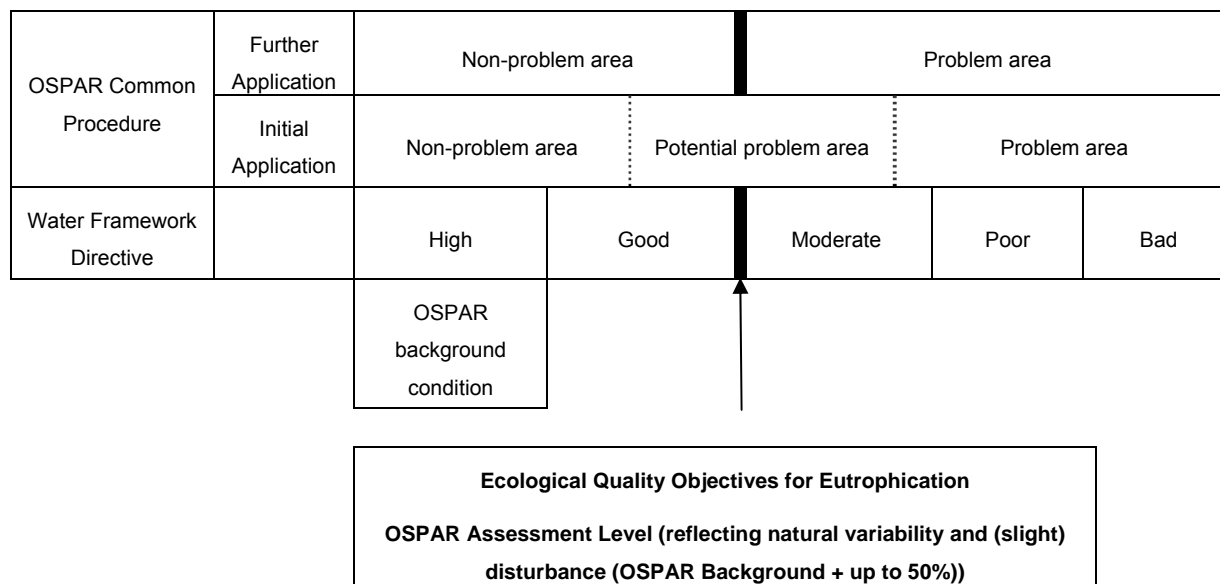 OSPAR Common
Procedure
Further
Application
Non-problem area
Problem area
Initial
Application
Non-problem area
Potential problem area
Problem area
Water Framework
Directive
High
Good
Moderate
Poor
Bad
OSPAR
background
condition
Ecological Quality Objectives for Eutrophication
OSPAR Assessment Level (reflecting natural variability and (slight)
disturbance (OSPAR Background + up to 50%))